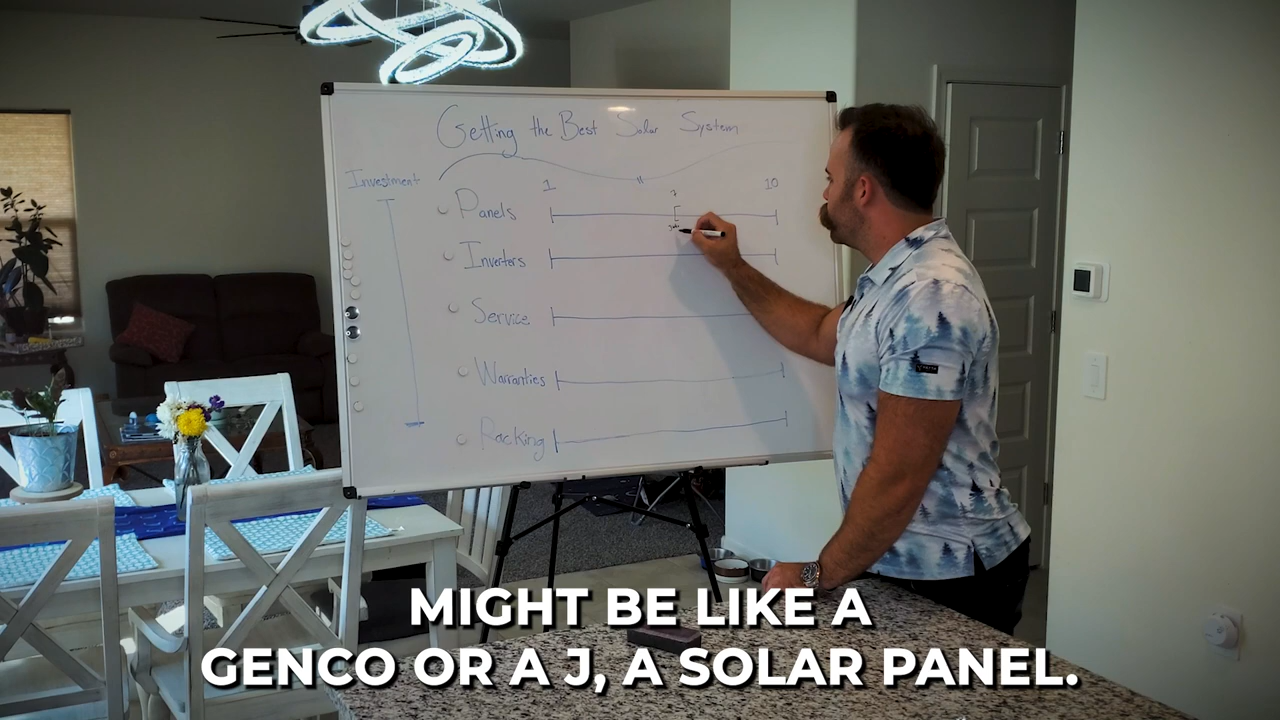 Getting the Best Solar System
Investment
1
7
10
Panels
Inverters
Service
Warranties
Racking
MIGHT BE LIKE A
GENCO OR A J, A SOLAR PANEL.